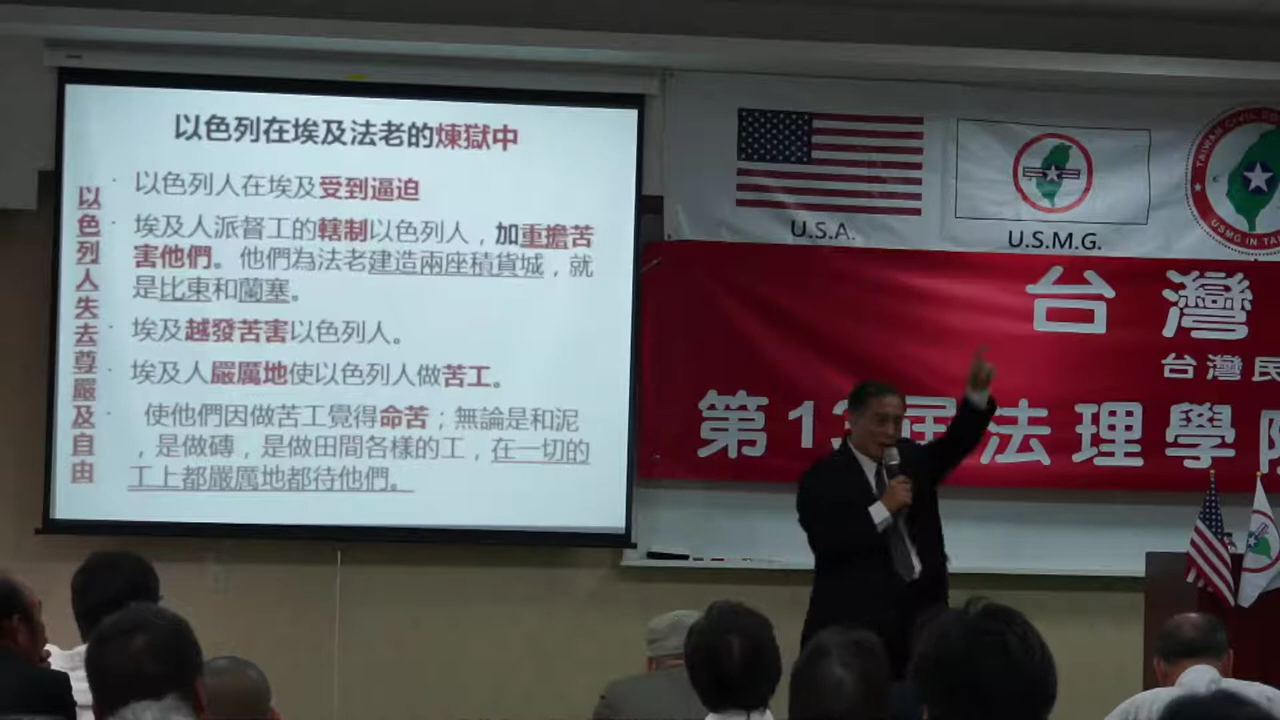 以色列在埃及法老的煉獄中
以色列人失去尊嚴及自由
· 以色列人在埃及受到逼迫
· 埃及人派督工的轄制以色列人，加重擔苦
害他們。他們為法老建造兩座積貨城，就
是比東和蘭塞。
· 埃及越發苦害以色列人。
· 埃及人嚴厲地使以色列人做苦工。
· 使他們因做苦工覺得命苦；無論是和泥
，是做磚，是做田間各樣的工，在一切的
工上都嚴厲地都待他們。
U.S.A.
U.S.M.G.
TAIWAN CIVIL
USMG IN TAI
台灣
台灣民
第13屆法理學院